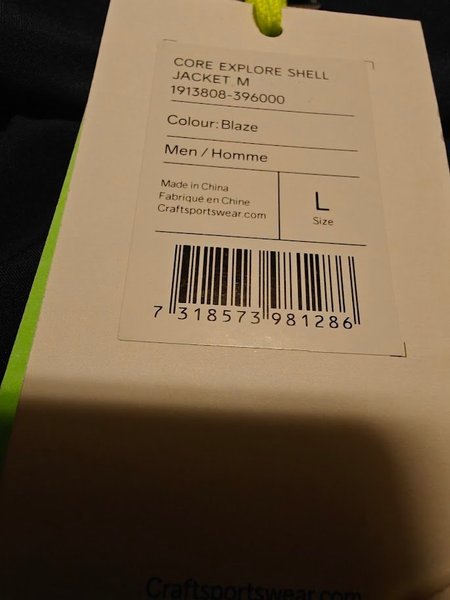 CORE EXPLORE SHELL
JACKET M
1913808-396000
Colour: Blaze
Men / Homme
Made in China
Fabriqué en Chine
Craftsportswear.com
L
Size
7 318573 981286
Craftsportswear.com